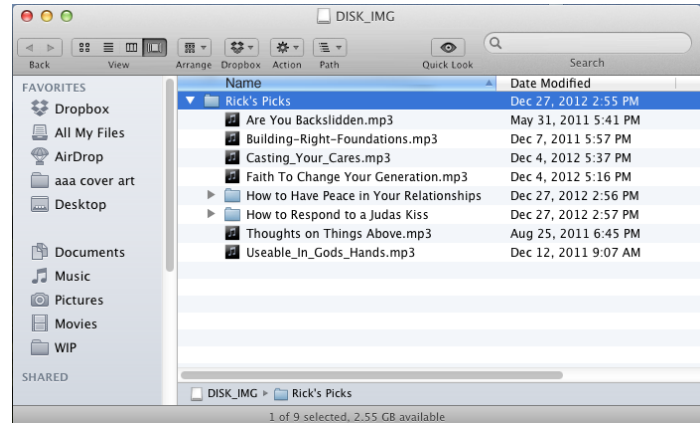 DISK_IMG
Back View Arrange Dropbox Action Path Quick Look Search
FAVORITES
Dropbox
All My Files
AirDrop
aaa cover art
Desktop
Documents
Music
Pictures
Movies
WIP
SHARED
Name Date Modified
Rick's Picks Dec 27, 2012 2:55 PM
Are You Backslidden.mp3 May 31, 2011 5:41 PM
Building-Right-Foundations.mp3 Dec 7, 2011 5:57 PM
Casting_Your_Cares.mp3 Dec 4, 2012 5:37 PM
Faith To Change Your Generation.mp3 Dec 4, 2012 5:16 PM
How to Have Peace in Your Relationships Dec 27, 2012 2:56 PM
How to Respond to a Judas Kiss Dec 27, 2012 2:57 PM
Thoughts on Things Above.mp3 Aug 25, 2011 6:45 PM
Useable_In_Gods_Hands.mp3 Dec 12, 2011 9:07 AM
DISK_IMG Rick's Picks
1 of 9 selected, 2.55 GB available